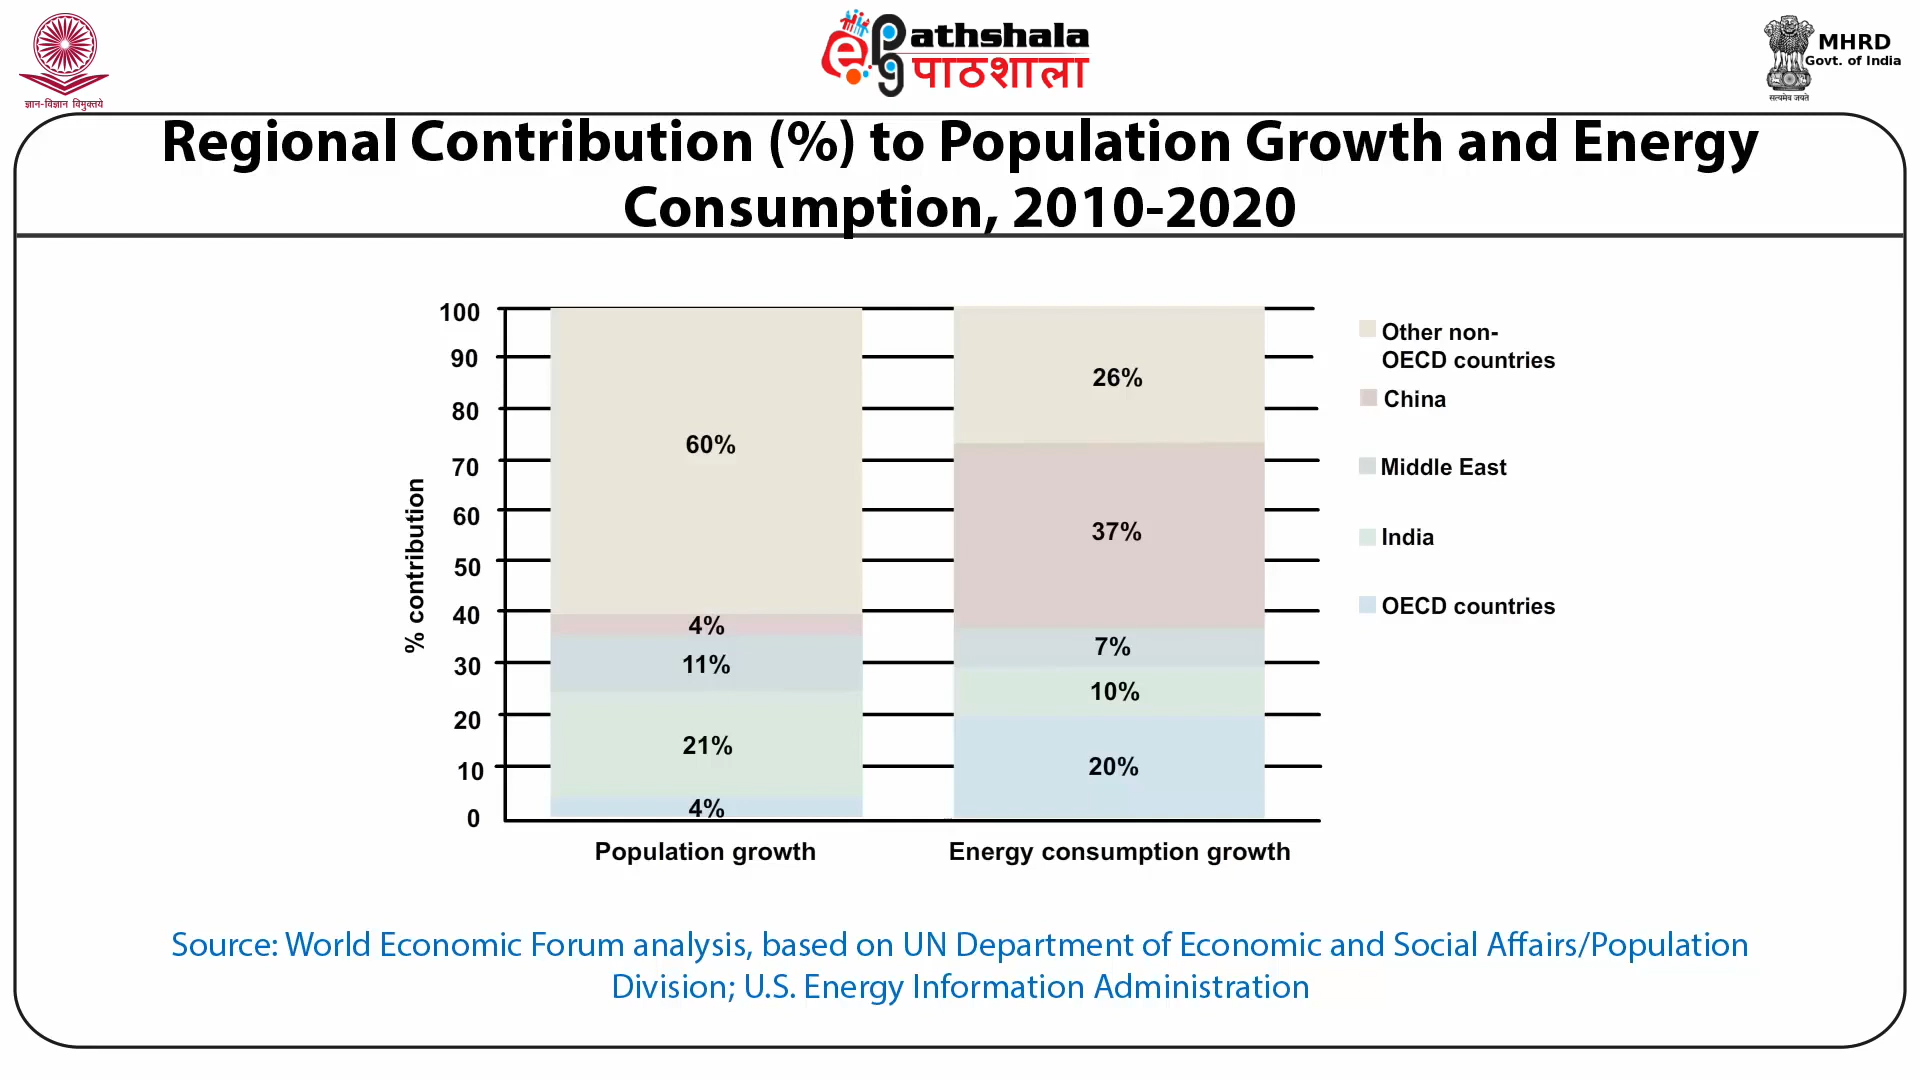 ज्ञान-विज्ञान विमुक्तये
ePathshala
पाठशाला
MHRD
Govt. of India
सत्यमेव जयते
Regional Contribution (%) to Population Growth and Energy
Consumption, 2010-2020
% contribution
100
90
80
70
60
50
40
30
20
10
0
60%
4%
11%
21%
4%
26%
37%
7%
10%
20%
Population growth
Energy consumption growth
Other non-
OECD countries
China
Middle East
India
OECD countries
Source: World Economic Forum analysis, based on UN Department of Economic and Social Affairs/Population
Division; U.S. Energy Information Administration